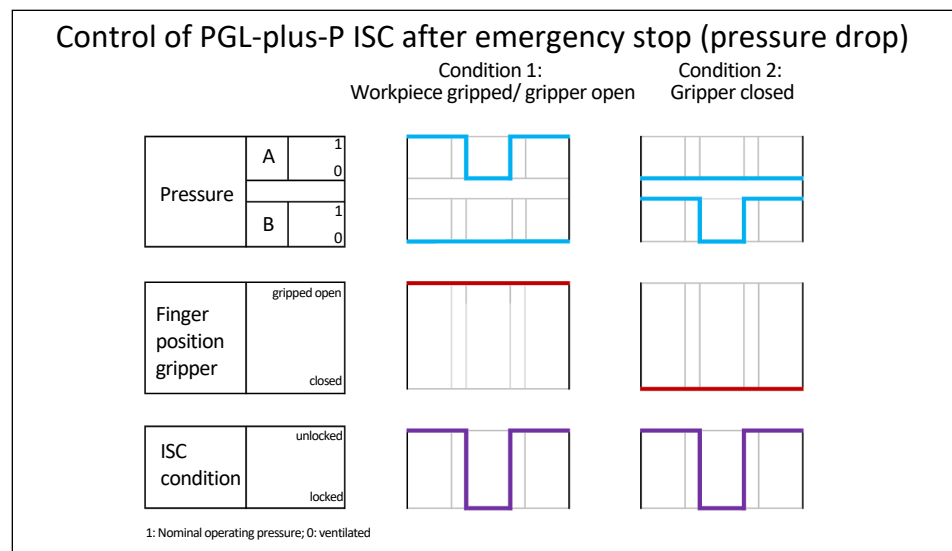 Control of PGL-plus-P ISC after emergency stop (pressure drop)
Condition 1:
Workpiece gripped/ gripper open
Condition 2:
Gripper closed
Pressure
A
1
0
B
1
0
Finger
position
gripper
gripped open
closed
ISC
condition
unlocked
locked
1: Nominal operating pressure; 0: ventilated